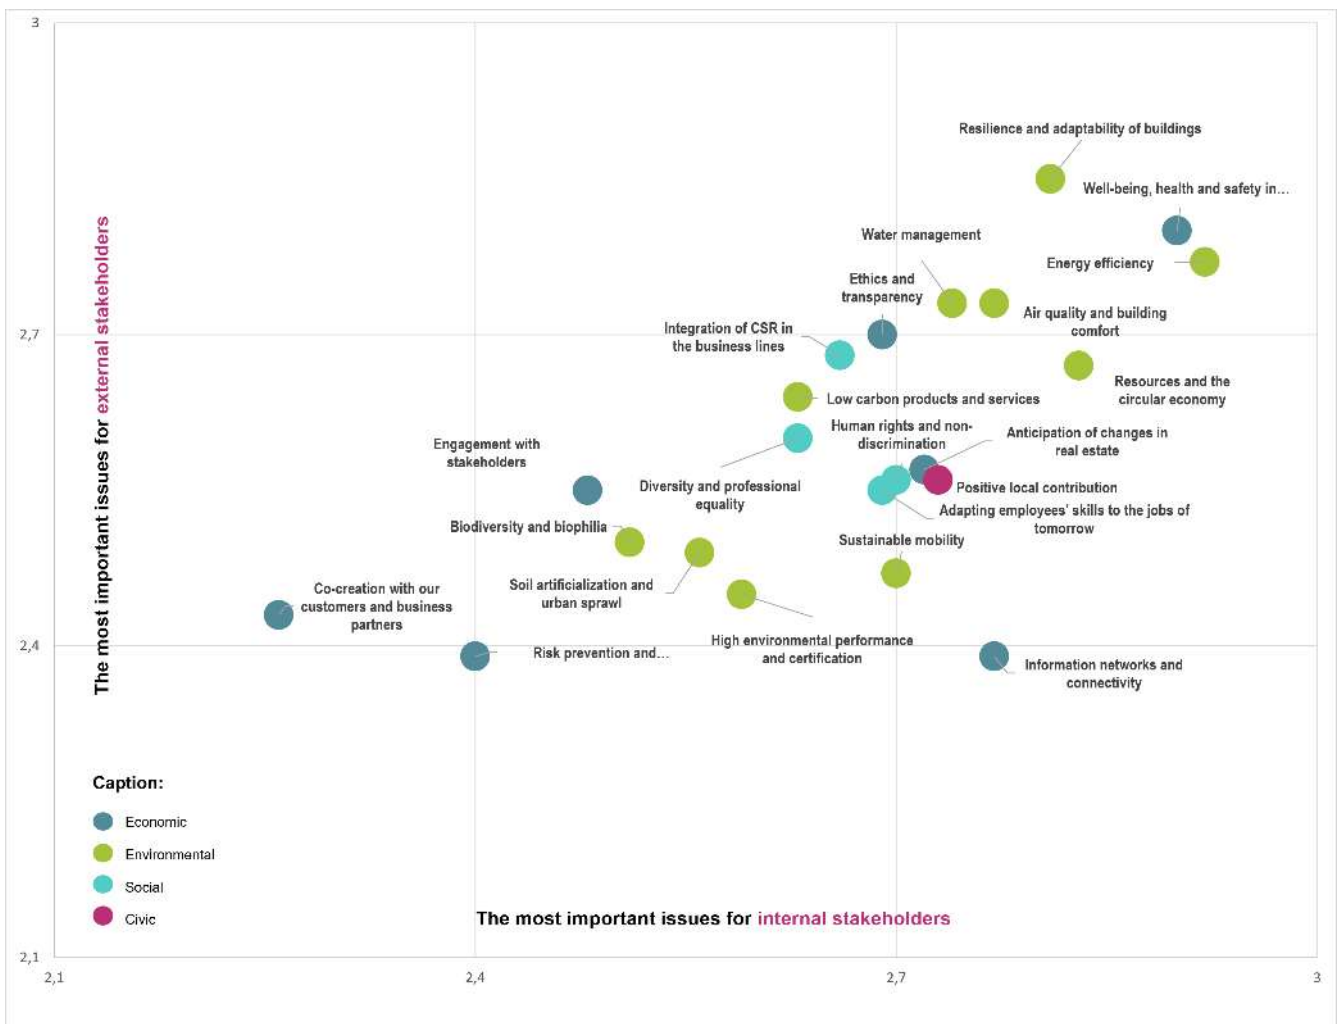 3
Resilience and adaptability of buildings
Well-being, health and safety in...
Water management
Energy efficiency
Ethics and
transparency
Air quality and building
comfort
Integration of CSR in
the business lines
2,7
Resources and the
circular economy
Low carbon products and services
Human rights and non-
discrimination
Anticipation of changes in
real estate
Engagement with
stakeholders
Diversity and professional
equality
Positive local contribution
Adapting employees' skills to the jobs of
tomorrow
Biodiversity and biophilia
Sustainable mobility
Soil artificialization and
urban sprawl
Co-creation with our
customers and business
partners
High environmental performance
and certification
2,4
Risk prevention and...
Information networks and
connectivity
The most important issues for external stakeholders
Caption:
Economic
Environmental
Social
Civic
The most important issues for internal stakeholders
2,1
2,1
2,4
2,7
3